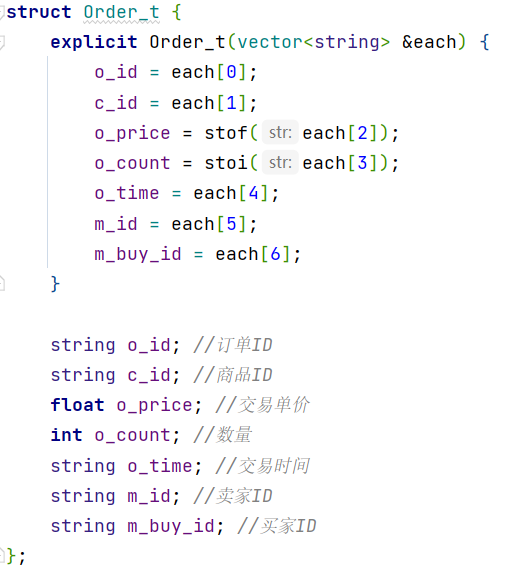 struct Order_t {
    explicit Order_t(vector<string> &each) {
        o_id = each[0];
        c_id = each[1];
        o_price = stof( str: each[2]);
        o_count = stoi( str: each[3]);
        o_time = each[4];
        m_id = each[5];
        m_buy_id = each[6];
    }
    string o_id; //订单ID
    string c_id; //商品ID
    float o_price; //交易单价
    int o_count; //数量
    string o_time; //交易时间
    string m_id; //卖家ID
    string m_buy_id; //买家ID
};